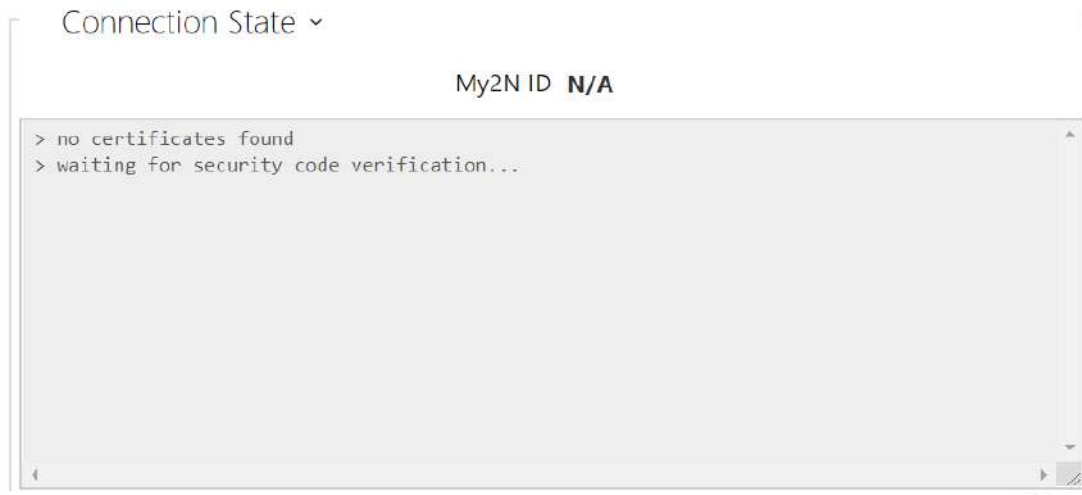 Connection State
My2N ID N/A
> no certificates found
> waiting for security code verification...